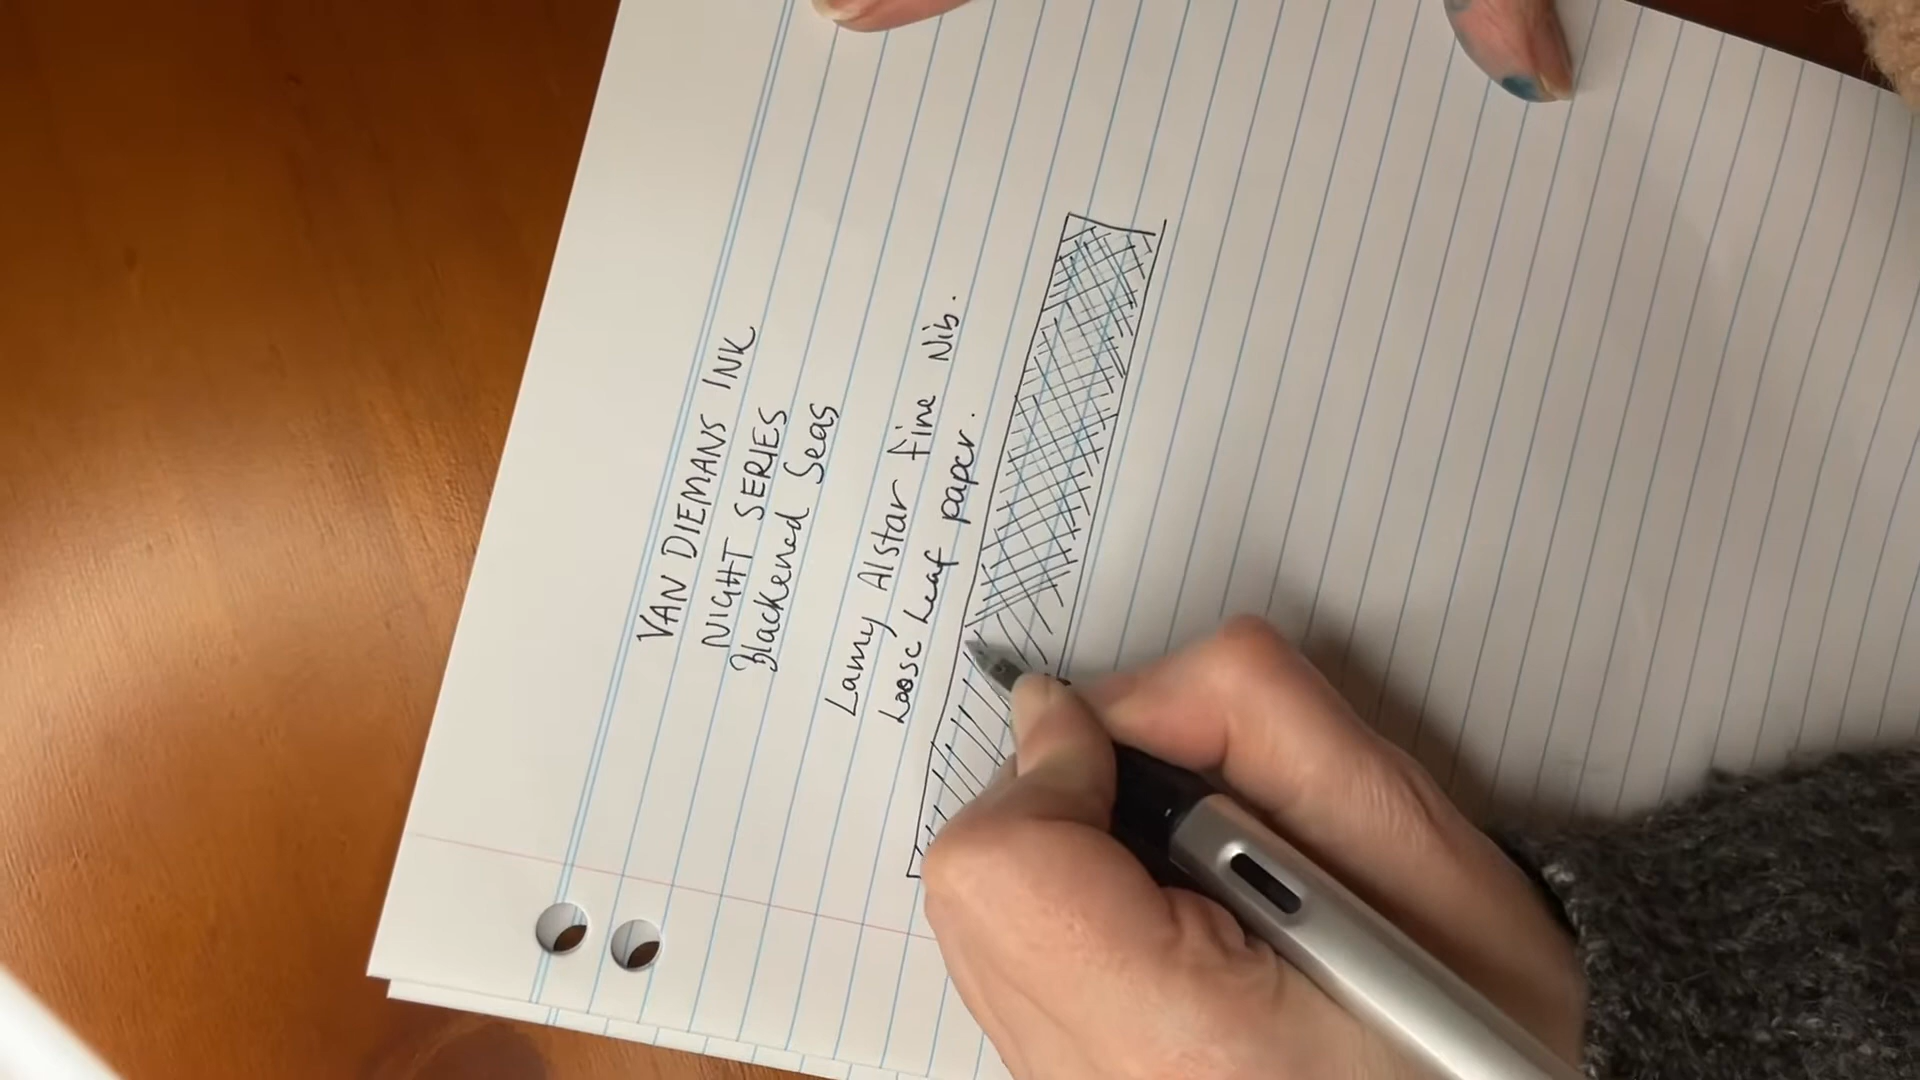 VAN DIEMANS INK
NIGHT SERIES
Blackened Seas
Lamy Alstar Fine Nib.
Loose Leaf paper.